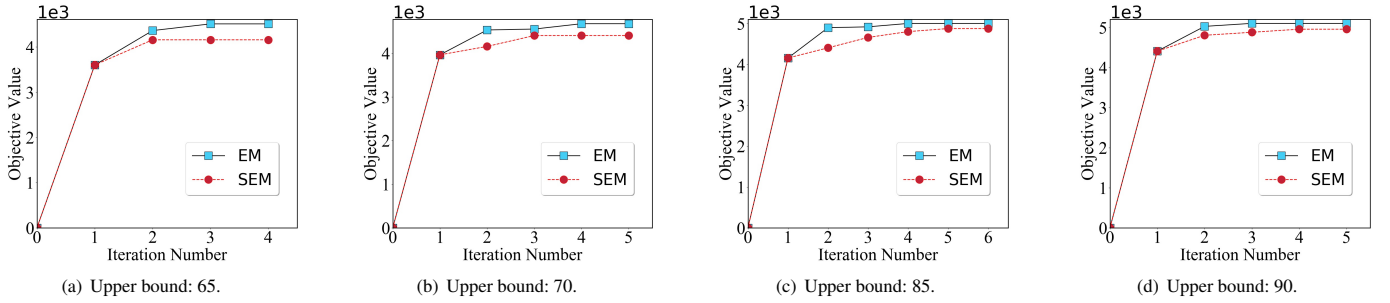 1e3
Objective Value
4
3
2
1
0
EM
SEM
0 1 2 3 4
Iteration Number
(a) Upper bound: 65.
1e3
Objective Value
4
3
2
1
0
EM
SEM
0 1 2 3 4 5
Iteration Number
(b) Upper bound: 70.
1e3
Objective Value
5
4
3
2
1
0
EM
SEM
0 1 2 3 4 5 6
Iteration Number
(c) Upper bound: 85.
1e3
Objective Value
5
4
3
2
1
0
EM
SEM
0 1 2 3 4 5
Iteration Number
(d) Upper bound: 90.